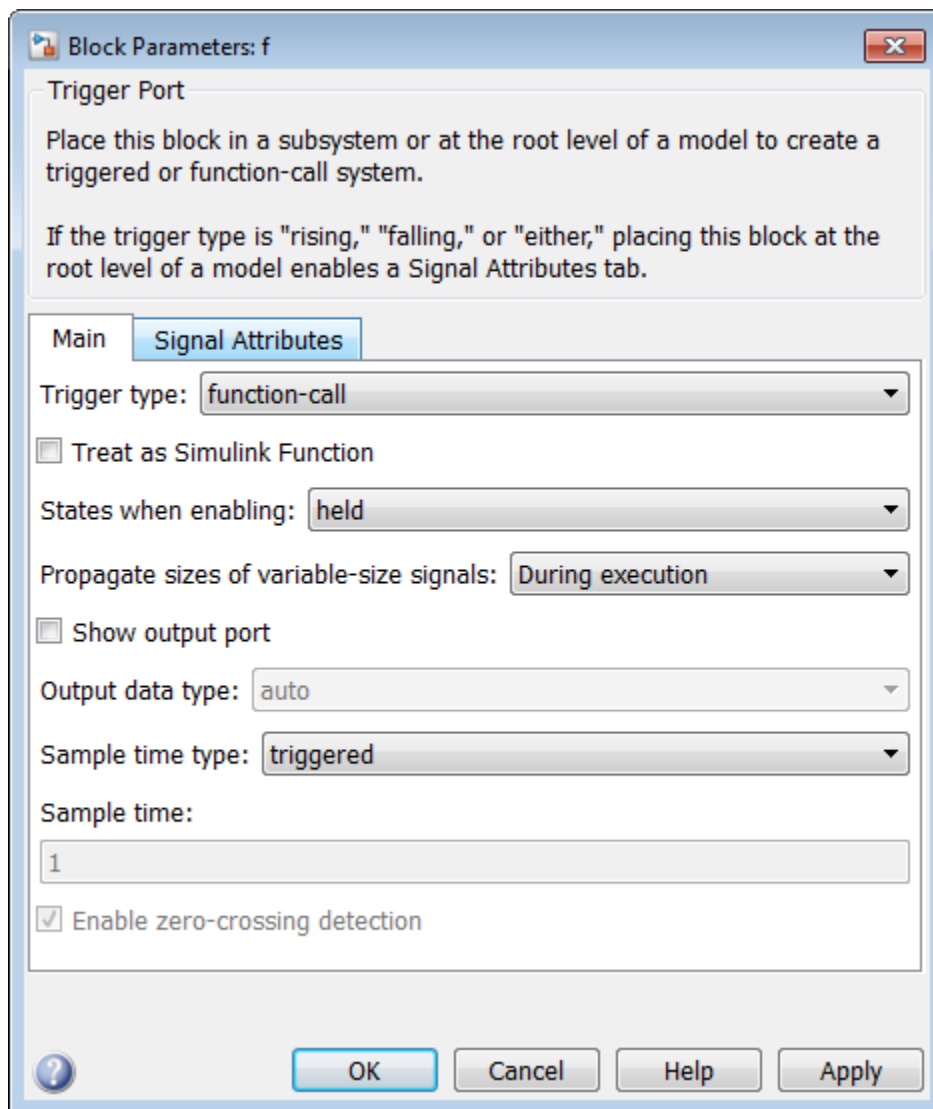 Block Parameters: f
Trigger Port
Place this block in a subsystem or at the root level of a model to create a
triggered or function-call system.
If the trigger type is "rising," "falling," or "either," placing this block at the
root level of a model enables a Signal Attributes tab.
Main Signal Attributes
Trigger type: function-call
Treat as Simulink Function
States when enabling: held
Propagate sizes of variable-size signals: During execution
Show output port
Output data type: auto
Sample time type: triggered
Sample time:
1
Enable zero-crossing detection
? OK Cancel Help Apply